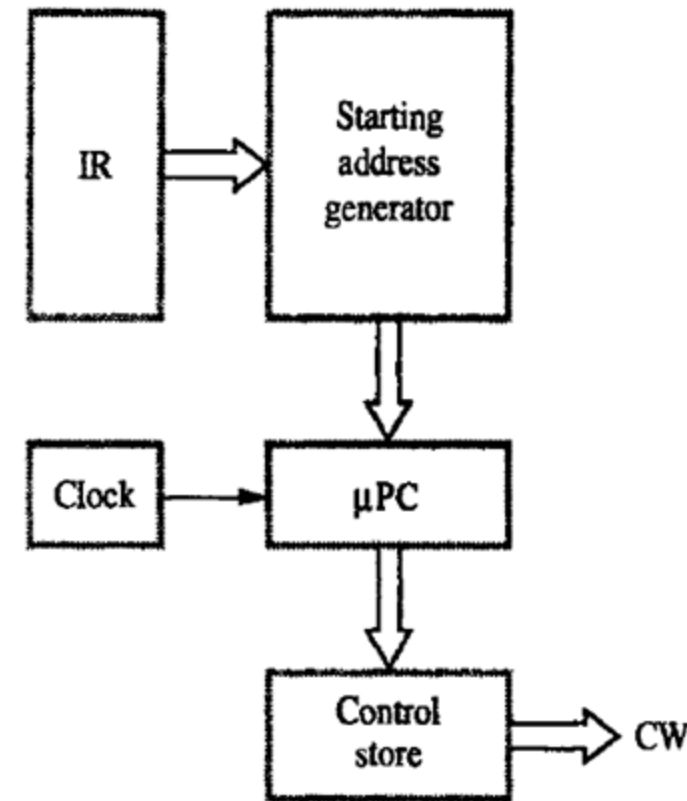 IR
Starting
address
generator
Clock
μPC
Control
store
CW